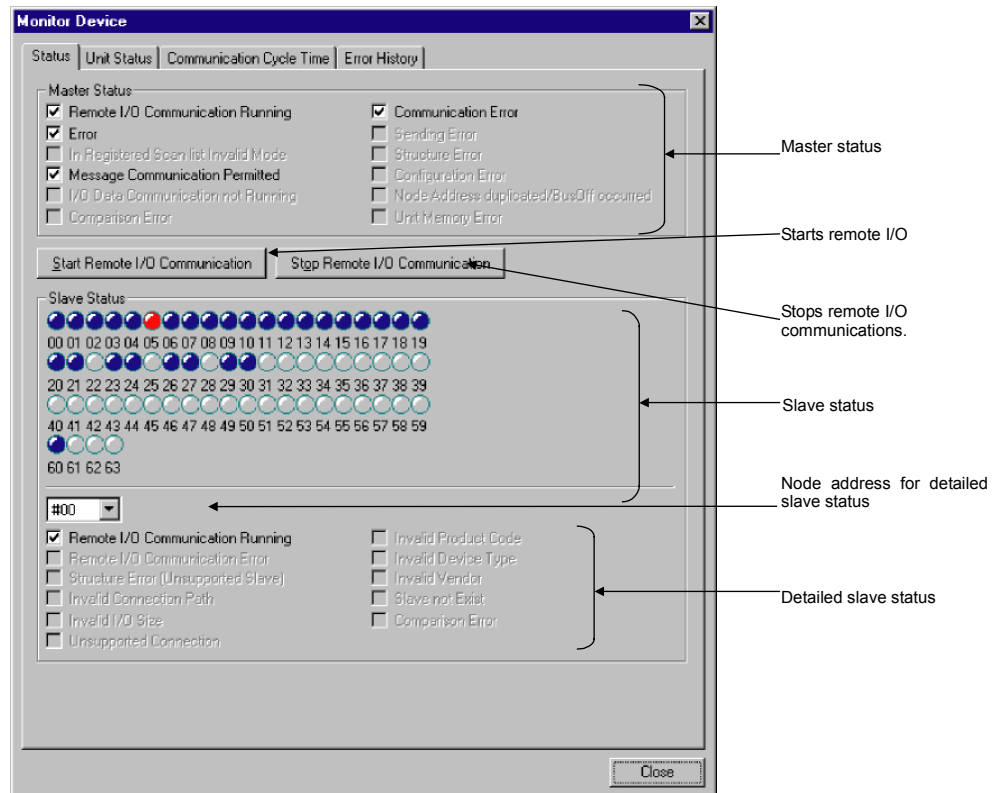 Monitor Device
Status Unit Status Communication Cycle Time Error History
Master Status
Remote I/O Communication Running
Error
In Registered Scan list Invalid Mode
Message Communication Permitted
I/O Data Communication not Running
Comparison Error
Communication Error
Sending Error
Structure Error
Configuration Error
Node Address duplicated/BusOff occurred
Unit Memory Error
Master status
Start Remote I/O Communication
Stop Remote I/O Communication
Starts remote I/O
Stops remote I/O
communications.
Slave Status
00 01 02 03 04 05 06 07 08 09 10 11 12 13 14 15 16 17 18 19
20 21 22 23 24 25 26 27 28 29 30 31 32 33 34 35 36 37 38 39
40 41 42 43 44 45 46 47 48 49 50 51 52 53 54 55 56 57 58 59
60 61 62 63
Slave status
Node address for detailed
slave status
#00
Remote I/O Communication Running
Remote I/O Communication Error
Structure Error (Unsupported Slave)
Invalid Connection Path
Invalid I/O Size
Unsupported Connection
Invalid Product Code
Invalid Device Type
Invalid Vendor
Slave not Exist
Comparison Error
Detailed slave status
Close